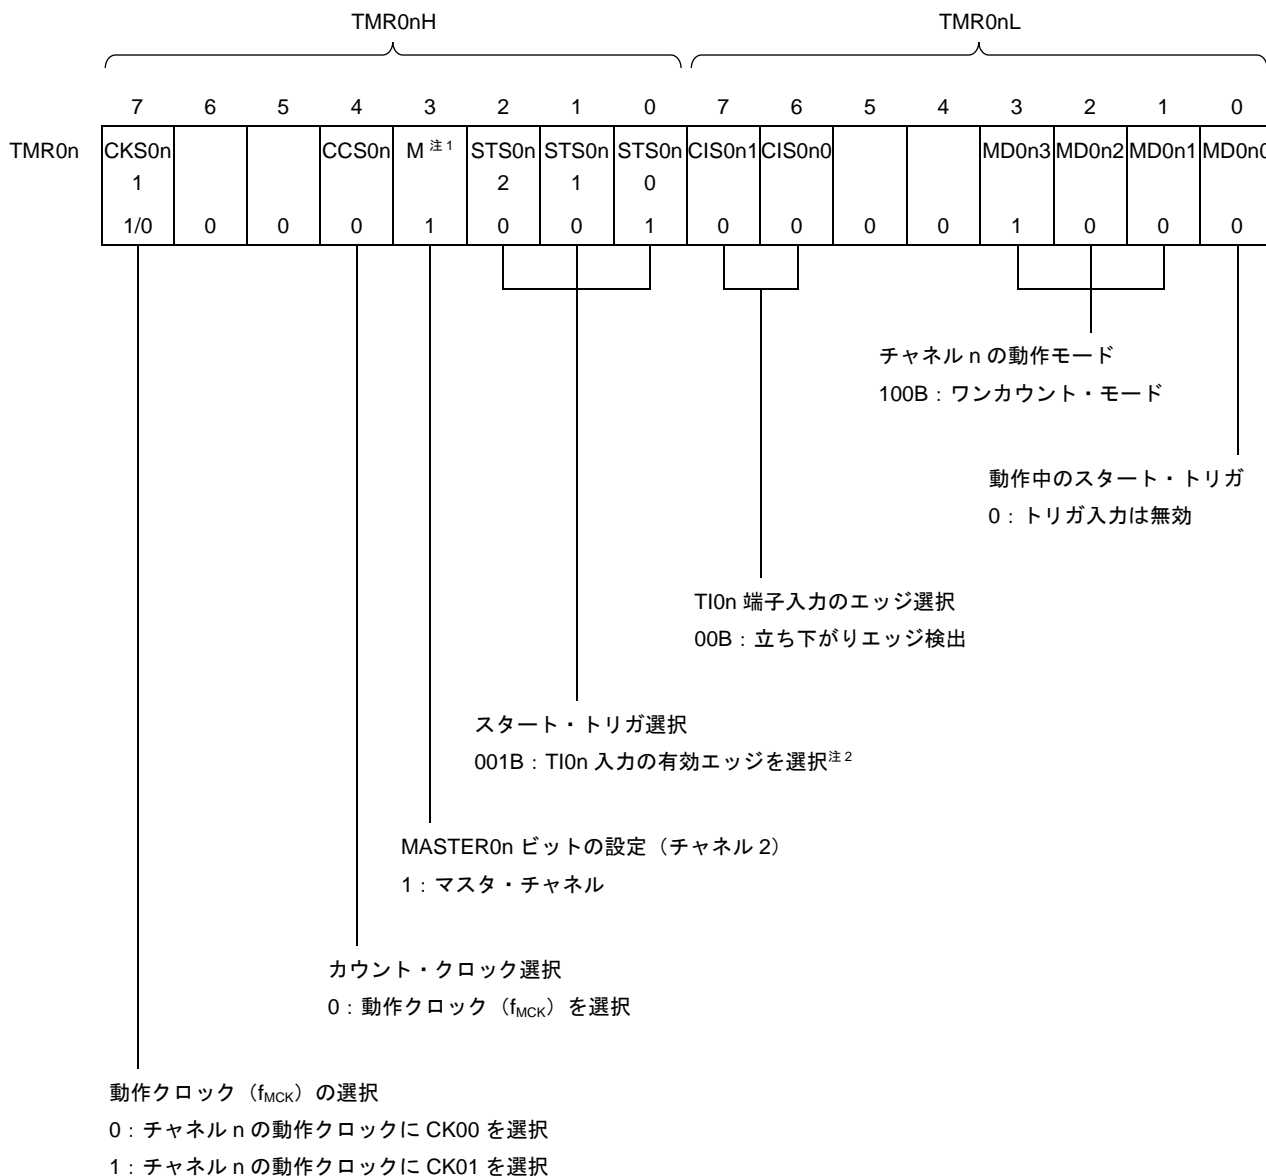 TMR0nH TMR0nL
7 6 5 4 3 2 1 0 7 6 5 4 3 2 1 0
TMR0n CKS0n1 CCS0n M 注1 STS0n2 STS0n1 STS0n0 CIS0n1 CIS0n0 MD0n3 MD0n2 MD0n1 MD0n0
1/0 0 0 0 1 0 0 1 0 0 0 0 1 0 0 0
チャネル n の動作モード
100B：ワンカウント・モード
動作中のスタート・トリガ
0：トリガ入力は無効
TI0n 端子入力のエッジ選択
00B：立ち下がりエッジ検出
スタート・トリガ選択
001B：TI0n 入力の有効エッジを選択注2
MASTER0n ビットの設定（チャネル 2）
1：マスタ・チャネル
カウント・クロック選択
0：動作クロック（fMCK）を選択
動作クロック（fMCK）の選択
0：チャネル n の動作クロックに CK00 を選択
1：チャネル n の動作クロックに CK01 を選択